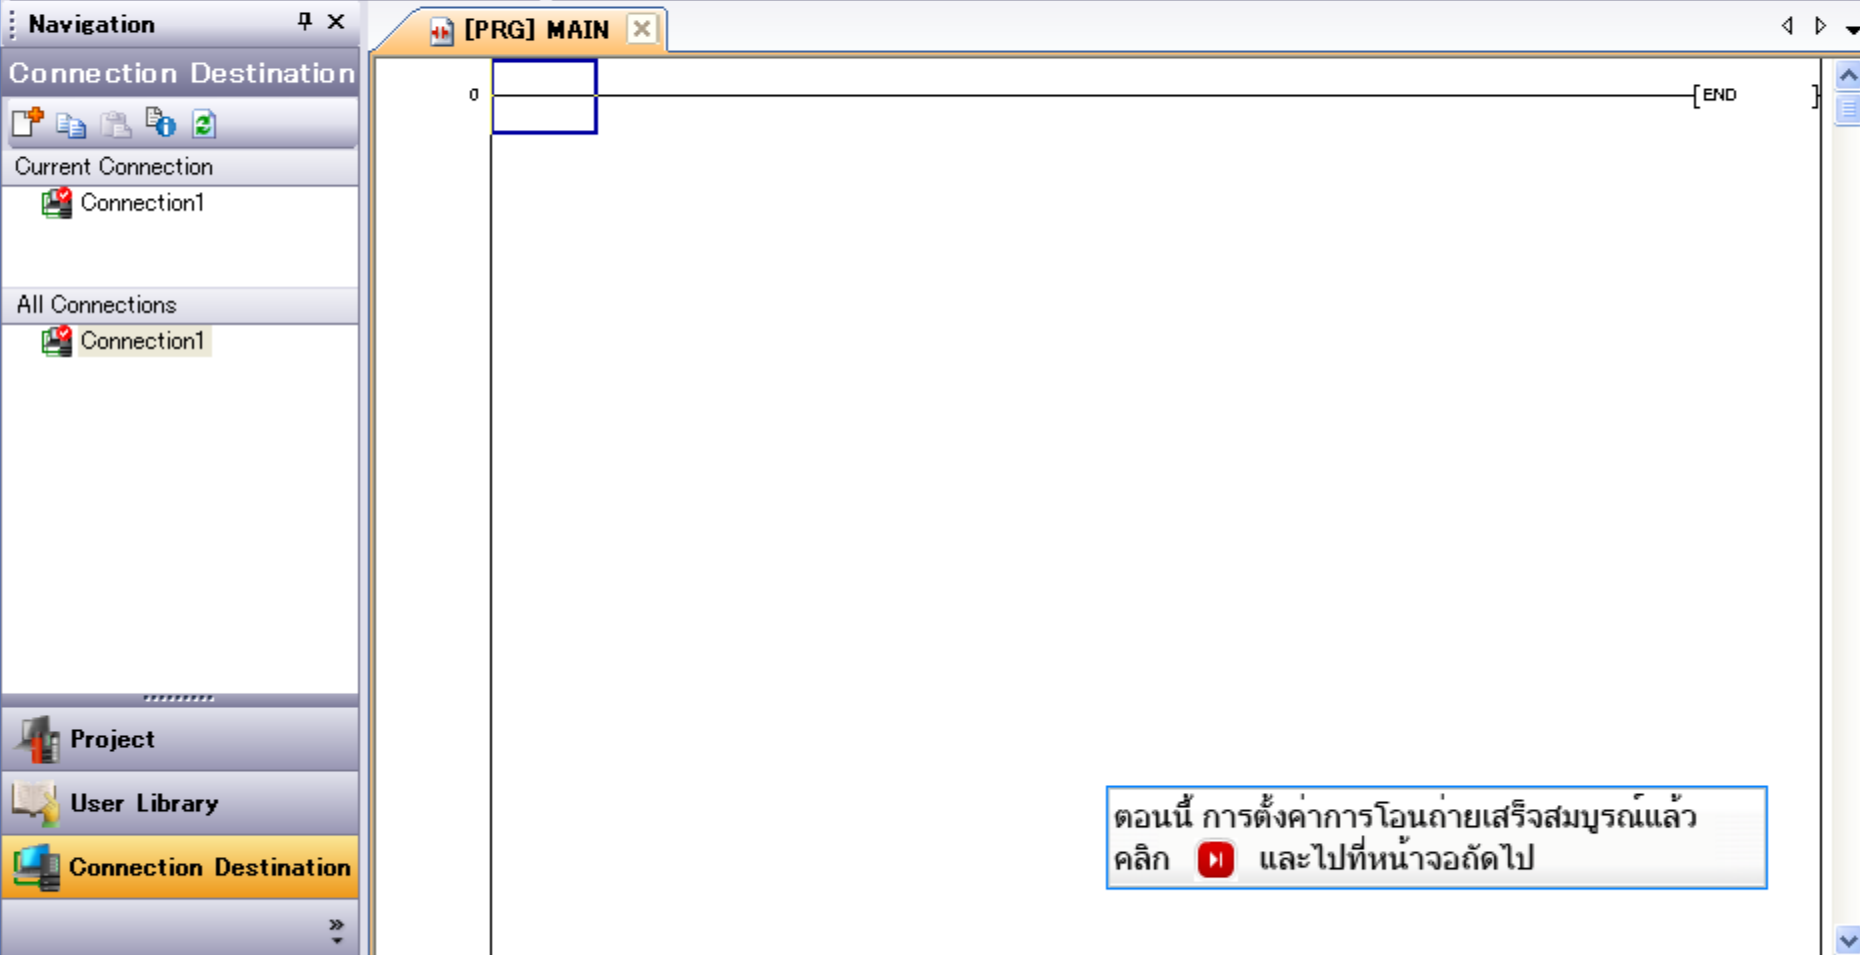 Navigation
[PRG] MAIN
Connection Destination
0
[END ]
Current Connection
Connection1
All Connections
Connection1
Project
User Library
Connection Destination
ตอนนี้ การตั้งค่าการโอนถ่ายเสร็จสมบูรณ์แล้ว
คลิก และไปที่หน้าจอถัดไป